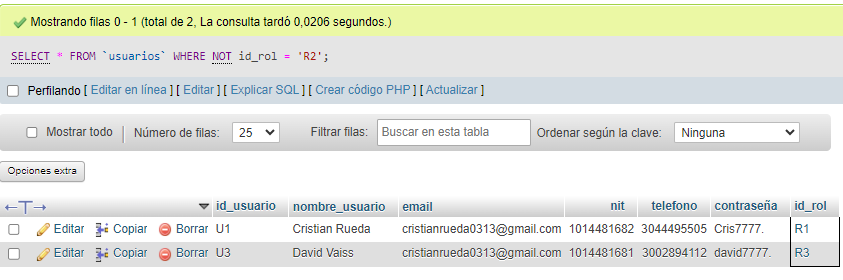 Mostrando filas 0 - 1 (total de 2, La consulta tardó 0,0206 segundos.)
SELECT * FROM `usuarios` WHERE NOT id_rol = 'R2';
Perfilando [ Editar en línea ] [ Editar ] [ Explicar SQL ] [ Crear código PHP ] [ Actualizar ]
Mostrar todo | Número de filas: 25 Filtrar filas: Buscar en esta tabla Ordenar según la clave: Ninguna
Opciones extra
←T→ id_usuario nombre_usuario email nit telefono contraseña id_rol
Editar Copiar Borrar U1 Cristian Rueda cristianrueda0313@gmail.com 1014481682 3044495505 Cris7777. R1
Editar Copiar Borrar U3 David Vaiss cristianrueda0313@gmail.com 1014481681 3002894112 david7777. R3